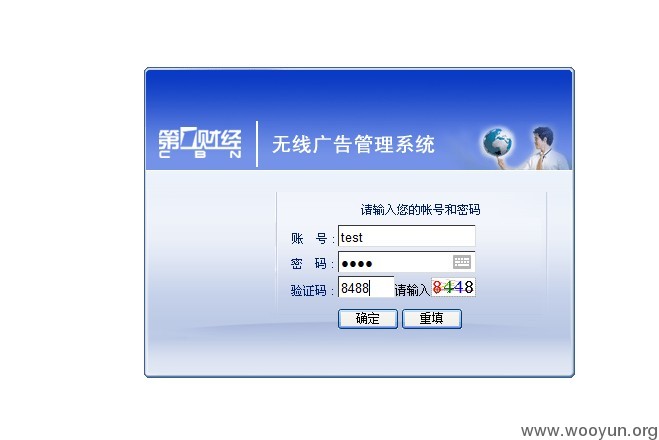 第一财经
CBN
无线广告管理系统
请输入您的帐号和密码
账 号：test
密 码：●●●●
验证码：8488 请输入 8448
确定 重填
www.wooyun.org